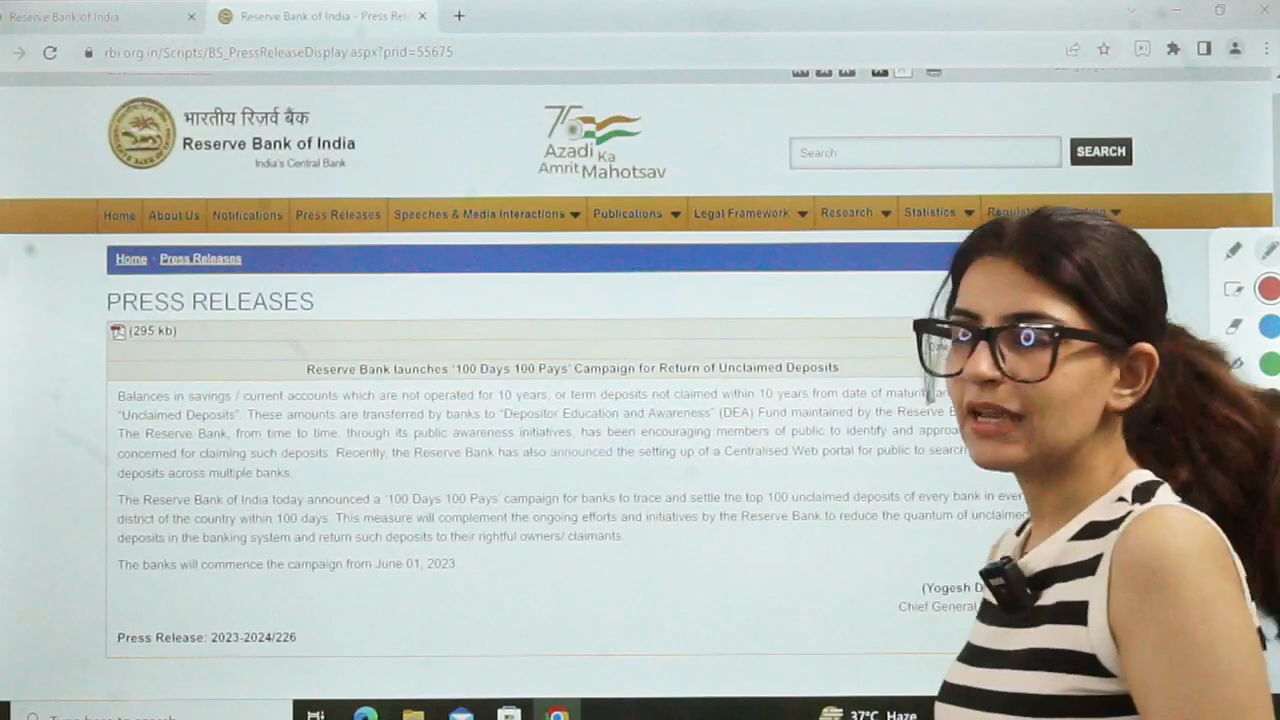 Reserve Bank of India
Reserve Bank of India - Press Rel
rbi.org.in/Scripts/BS_PressReleaseDisplay.aspx?prid=55675
भारतीय रिज़र्व बैंक
Reserve Bank of India
India's Central Bank
75
Azadi Ka
Amrit Mahotsav
Search
SEARCH
Home About Us Notifications Press Releases Speeches & Media Interactions Publications Legal Framework Research Statistics
Home Press Releases
PRESS RELEASES
(295 kb)
Reserve Bank launches '100 Days 100 Pays' Campaign for Return of Unclaimed Deposits
Balances in savings / current accounts which are not operated for 10 years, or term deposits not claimed within 10 years from date of
"Unclaimed Deposits". These amounts are transferred by banks to "Depositor Education and Awareness" (DEA) Fund maintained by the Reserve
The Reserve Bank, from time to time, through its public awareness initiatives, has been encouraging members of public to identify and
concerned for claiming such deposits. Recently, the Reserve Bank has also announced the setting up of a Centralised Web portal for public to search
deposits across multiple banks.
The Reserve Bank of India today announced a '100 Days 100 Pays' campaign for banks to trace and settle the top 100 unclaimed deposits of every bank in every
district of the country within 100 days. This measure will complement the ongoing efforts and initiatives by the Reserve Bank to reduce the quantum of unclaimed
deposits in the banking system and return such deposits to their rightful owners/ claimants.
The banks will commence the campaign from June 01, 2023.
(Yogesh D
Chief General
Press Release: 2023-2024/226
Type here to search
37°C Haze